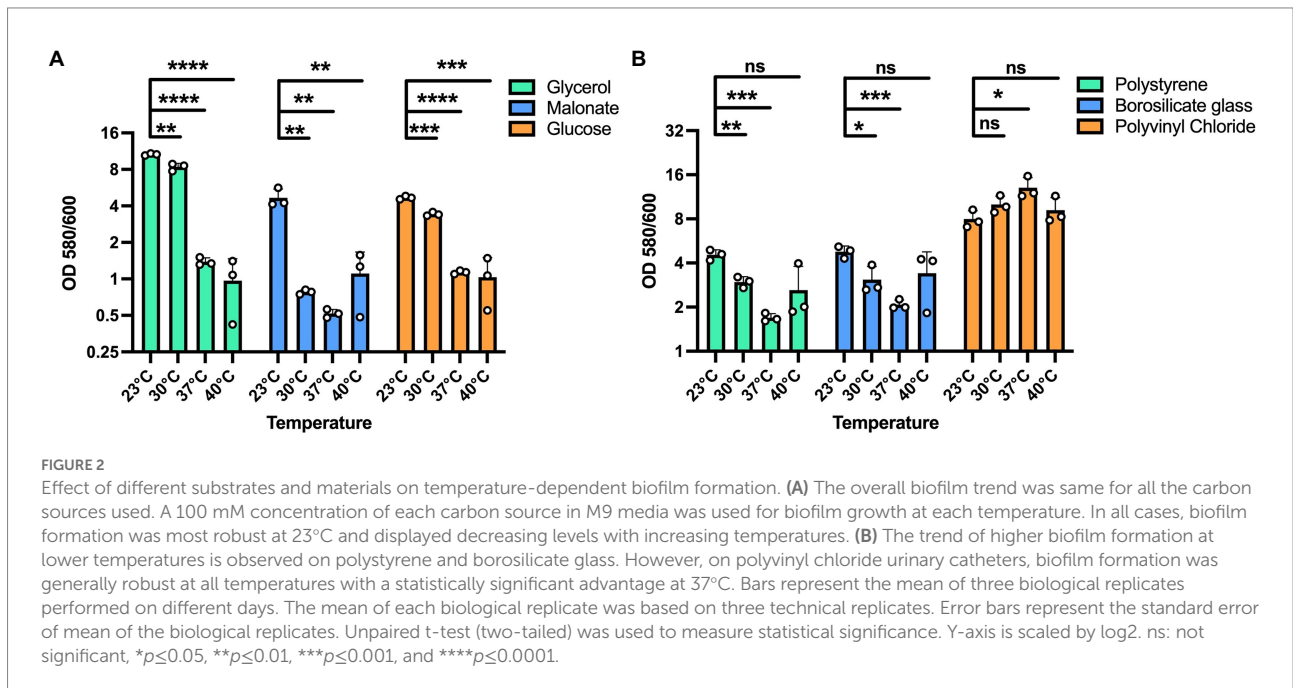 A
****
****
**
**
**
**
***
****
***
Glycerol
Malonate
Glucose
OD 580/600
16
8
4
2
1
0.5
0.25
23°C 30°C 37°C 40°C 23°C 30°C 37°C 40°C 23°C 30°C 37°C 40°C
Temperature
B
ns
***
**
ns
***
*
ns
*
ns
Polystyrene
Borosilicate glass
Polyvinyl Chloride
OD 580/600
32
16
8
4
2
1
23°C 30°C 37°C 40°C 23°C 30°C 37°C 40°C 23°C 30°C 37°C 40°C
Temperature
FIGURE 2
Effect of different substrates and materials on temperature-dependent biofilm formation. (A) The overall biofilm trend was same for all the carbon
sources used. A 100 mM concentration of each carbon source in M9 media was used for biofilm growth at each temperature. In all cases, biofilm
formation was most robust at 23°C and displayed decreasing levels with increasing temperatures. (B) The trend of higher biofilm formation at
lower temperatures is observed on polystyrene and borosilicate glass. However, on polyvinyl chloride urinary catheters, biofilm formation was
generally robust at all temperatures with a statistically significant advantage at 37°C. Bars represent the mean of three biological replicates
performed on different days. The mean of each biological replicate was based on three technical replicates. Error bars represent the standard error
of mean of the biological replicates. Unpaired t-test (two-tailed) was used to measure statistical significance. Y-axis is scaled by log2. ns: not
significant, *p≤0.05, **p≤0.01, ***p≤0.001, and ****p≤0.0001.